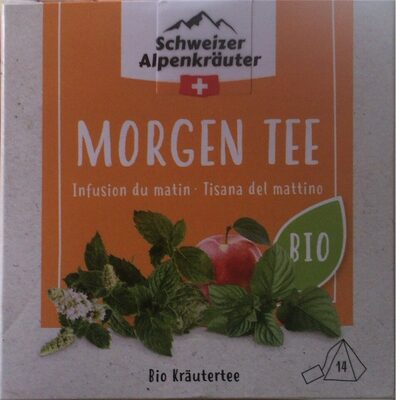 Schweizer
Alpenkräuter
MORGEN TEE
Infusion du matin · Tisana del mattino
BIO
14
Bio Kräutertee